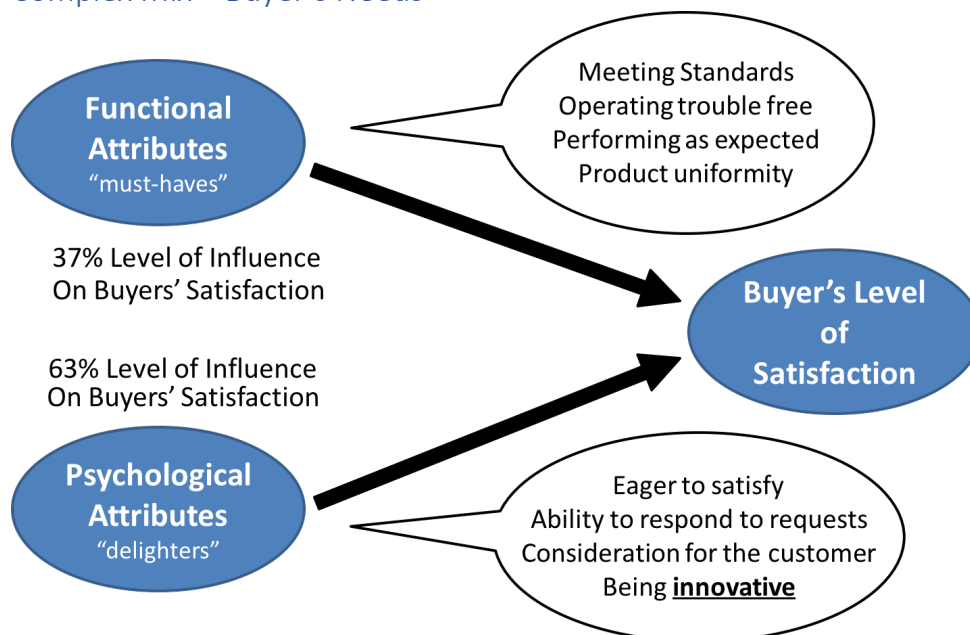 Functional
Attributes
“must-haves”
Meeting Standards
Operating trouble free
Performing as expected
Product uniformity
37% Level of Influence
On Buyers’ Satisfaction
Buyer’s Level
of
Satisfaction
63% Level of Influence
On Buyers’ Satisfaction
Psychological
Attributes
“delighters”
Eager to satisfy
Ability to respond to requests
Consideration for the customer
Being innovative